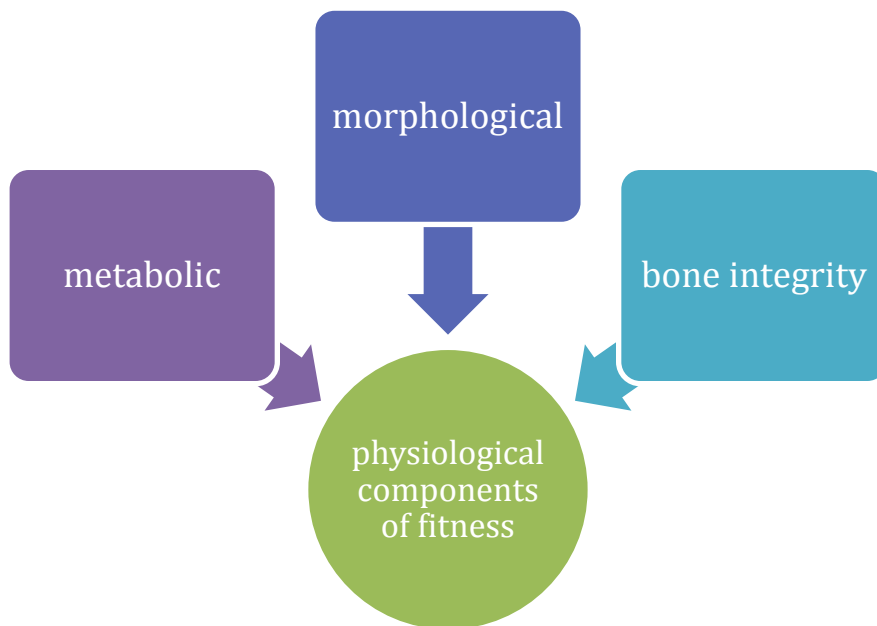 morphological
metabolic
bone integrity
physiological
components
of fitness